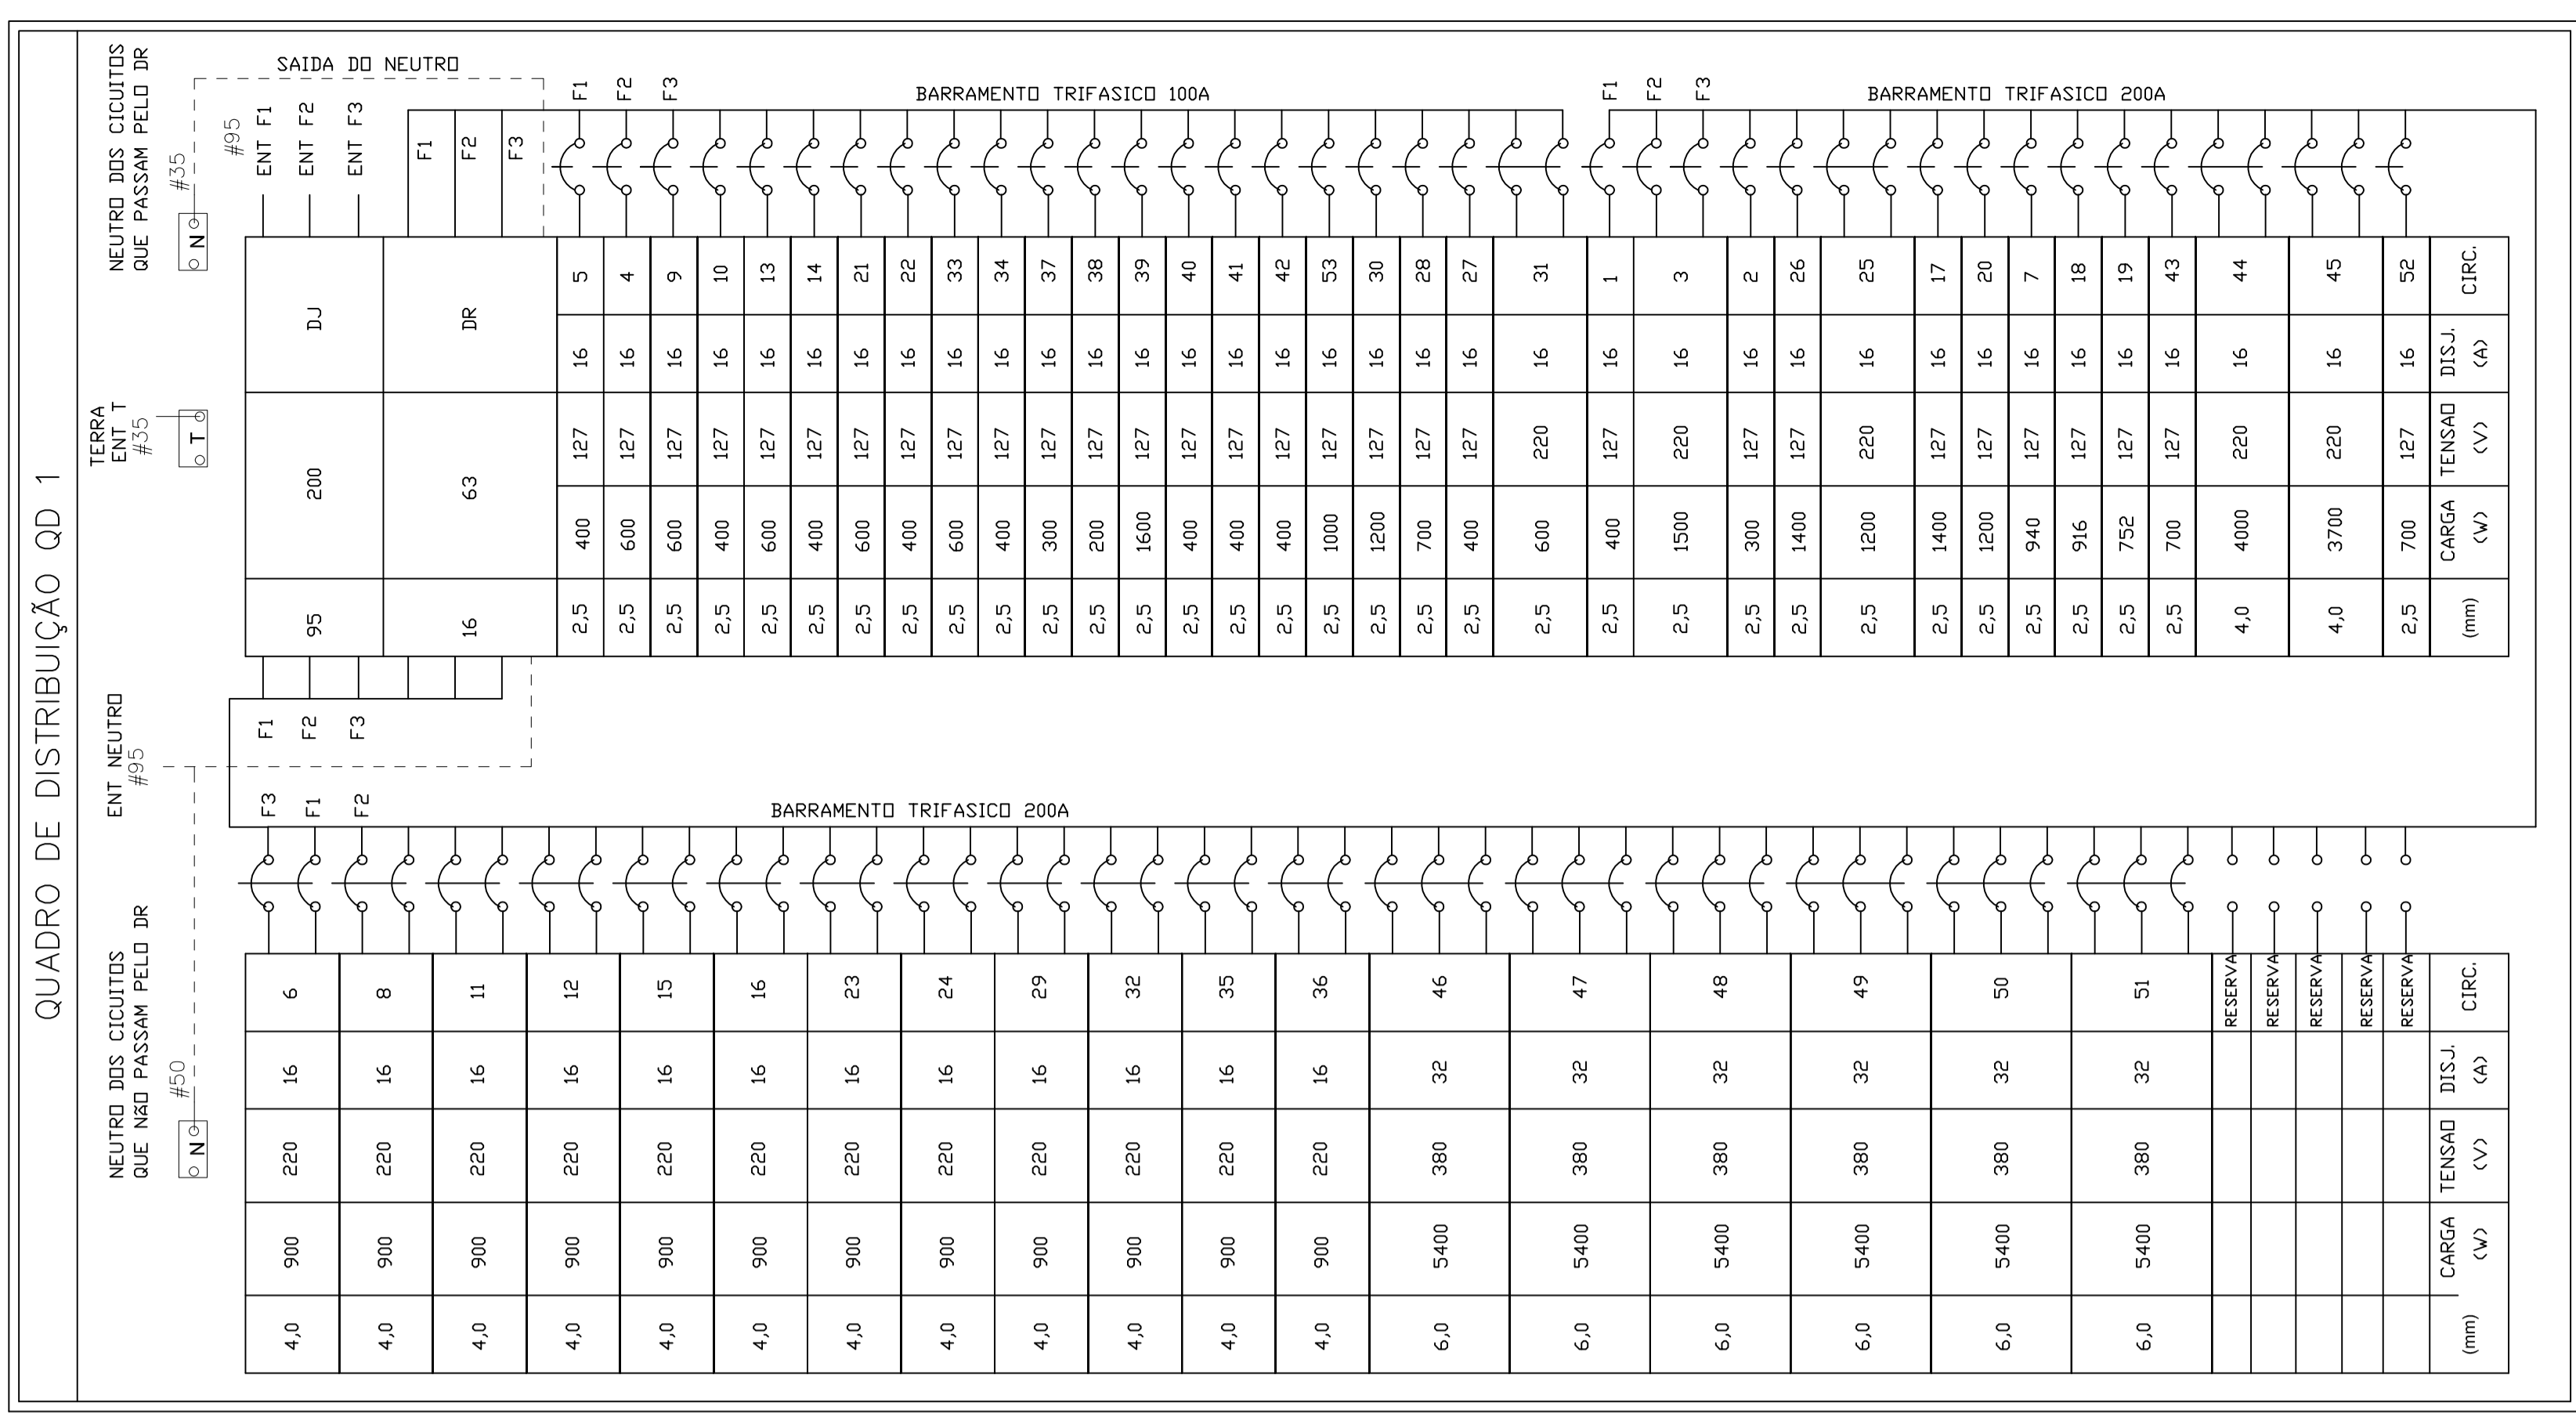 QUADRO DE DISTRIBUIÇÃO QD 1
NEUTRO DOS CICUITOS
QUE NÃO PASSAM PELO DR
#50
N
ENT NEUTRO
#95
TERRA
ENT T
#35
T
NEUTRO DOS CICUITOS
QUE PASSAM PELO DR
#35
N
SAIDA DO NEUTRO
#95
ENT F1
ENT F2
ENT F3
4,0 900 220 16 6
4,0 900 220 16 8
4,0 900 220 16 11
4,0 900 220 16 12
4,0 900 220 16 15
4,0 900 220 16 16
4,0 900 220 16 23
4,0 900 220 16 24
4,0 900 220 16 29
4,0 900 220 16 32
4,0 900 220 16 35
4,0 900 220 16 36
6,0 5400 380 32 46
6,0 5400 380 32 47
6,0 5400 380 32 48
6,0 5400 380 32 49
6,0 5400 380 32 50
6,0 5400 380 32 51
RESERVA
RESERVA
RESERVA
RESERVA
RESERVA
(mm) CARGA (W) TENSAO (V) DISJ. (A) CIRC.
F3
F1
F2
BARRAMENTO TRIFASICO 200A
F1
F2
F3
95 200 DJ
16 63 DR
F1
F2
F3
2,5 400 127 16 5
2,5 600 127 16 4
2,5 600 127 16 9
2,5 400 127 16 10
2,5 600 127 16 13
2,5 400 127 16 14
2,5 600 127 16 21
2,5 400 127 16 22
2,5 600 127 16 33
2,5 400 127 16 34
2,5 300 127 16 37
2,5 200 127 16 38
2,5 1600 127 16 39
2,5 400 127 16 40
2,5 400 127 16 41
2,5 400 127 16 42
2,5 1000 127 16 53
2,5 1200 127 16 30
2,5 700 127 16 28
2,5 400 127 16 27
2,5 600 220 16 31
2,5 400 127 16 1
2,5 1500 220 16 3
2,5 300 127 16 2
2,5 1400 127 16 26
2,5 1200 220 16 25
2,5 1400 127 16 17
2,5 1200 127 16 20
2,5 940 127 16 7
2,5 916 127 16 18
2,5 752 127 16 19
2,5 700 127 16 43
4,0 4000 220 16 44
4,0 3700 220 16 45
2,5 700 127 16 52
(mm) CARGA (W) TENSAO (V) DISJ. (A) CIRC.
F1
F2
F3
BARRAMENTO TRIFASICO 100A
F1
F2
F3
BARRAMENTO TRIFASICO 200A